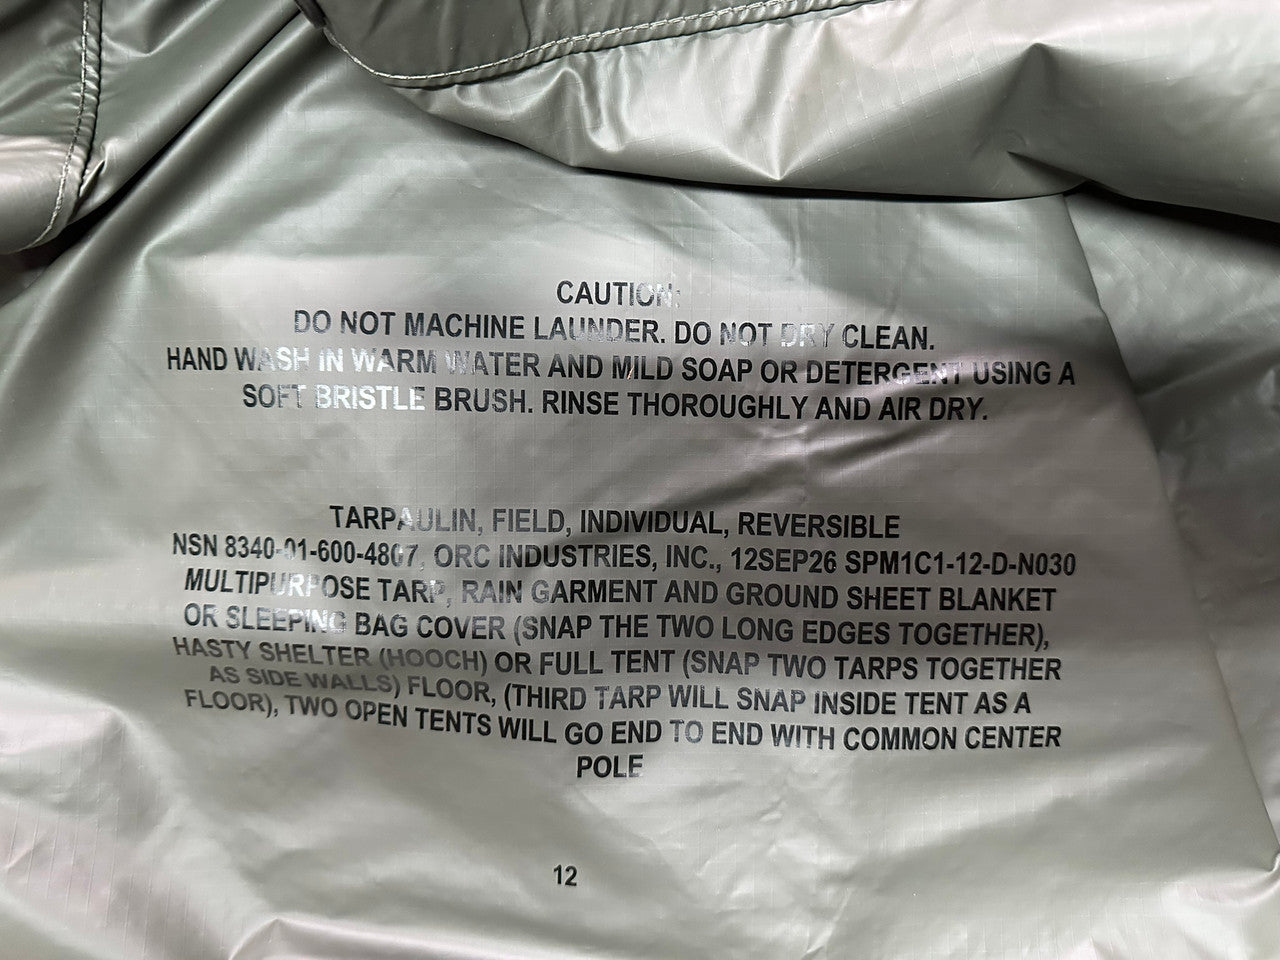 CAUTION:
DO NOT MACHINE LAUNDER. DO NOT DRY CLEAN.
HAND WASH IN WARM WATER AND MILD SOAP OR DETERGENT USING A
SOFT BRISTLE BRUSH. RINSE THOROUGHLY AND AIR DRY.
TARPAULIN, FIELD, INDIVIDUAL, REVERSIBLE
NSN 8340-01-600-4807, ORC INDUSTRIES, INC., 12SEP26 SPM1C1-12-D-N030
MULTIPURPOSE TARP, RAIN GARMENT AND GROUND SHEET BLANKET
OR SLEEPING BAG COVER (SNAP THE TWO LONG EDGES TOGETHER),
HASTY SHELTER (HOOCH) OR FULL TENT (SNAP TWO TARPS TOGETHER
AS SIDE WALLS) FLOOR, (THIRD TARP WILL SNAP INSIDE TENT AS A
FLOOR), TWO OPEN TENTS WILL GO END TO END WITH COMMON CENTER
POLE
12